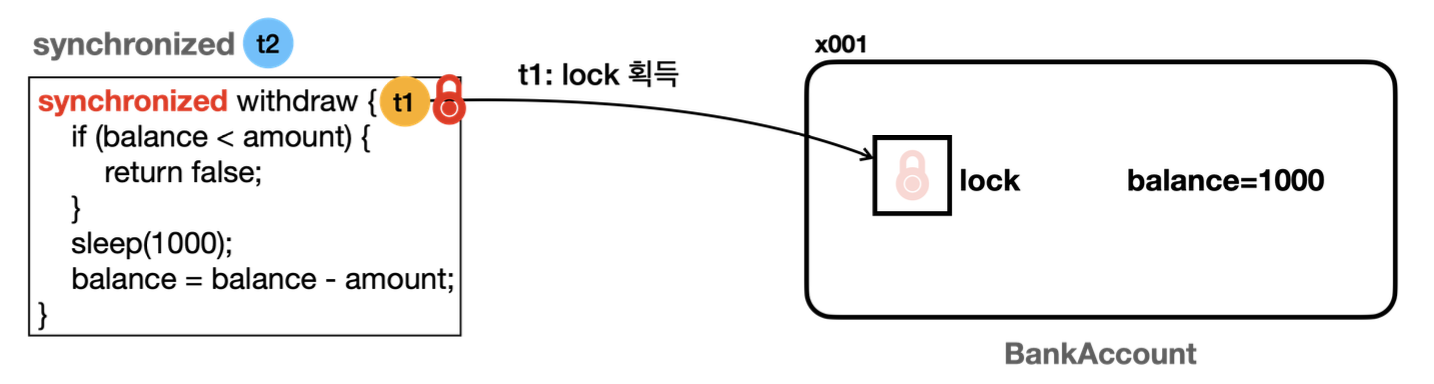 synchronized t2
synchronized withdraw { t1
if (balance < amount) {
return false;
}
sleep(1000);
balance = balance - amount;
}
t1: lock 획득
x001
lock
balance=1000
BankAccount